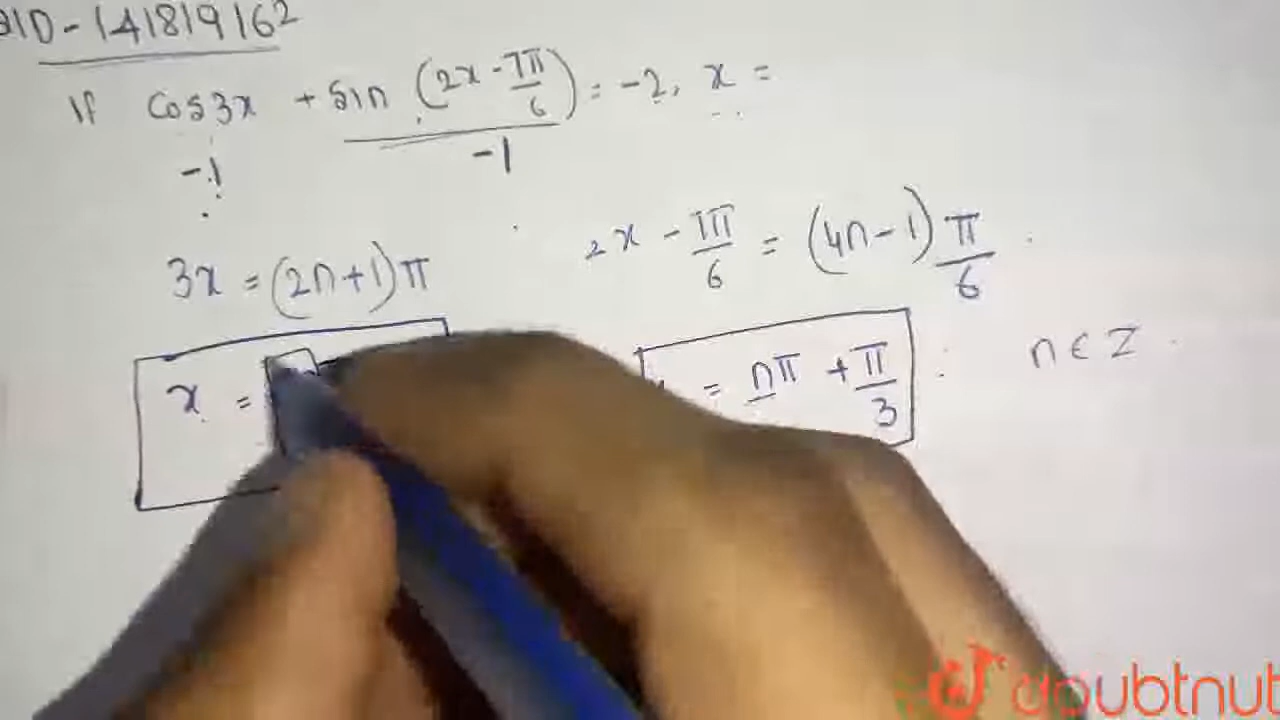 QID-141819162
If cos3x + sin (2x - 7π/6) = -2, x =
-1 -1
3x = (2n+1)π
2x - 7π/6 = (4n-1) π/6
x =
= nπ + π/3 : n ∈ Z
doubtnut